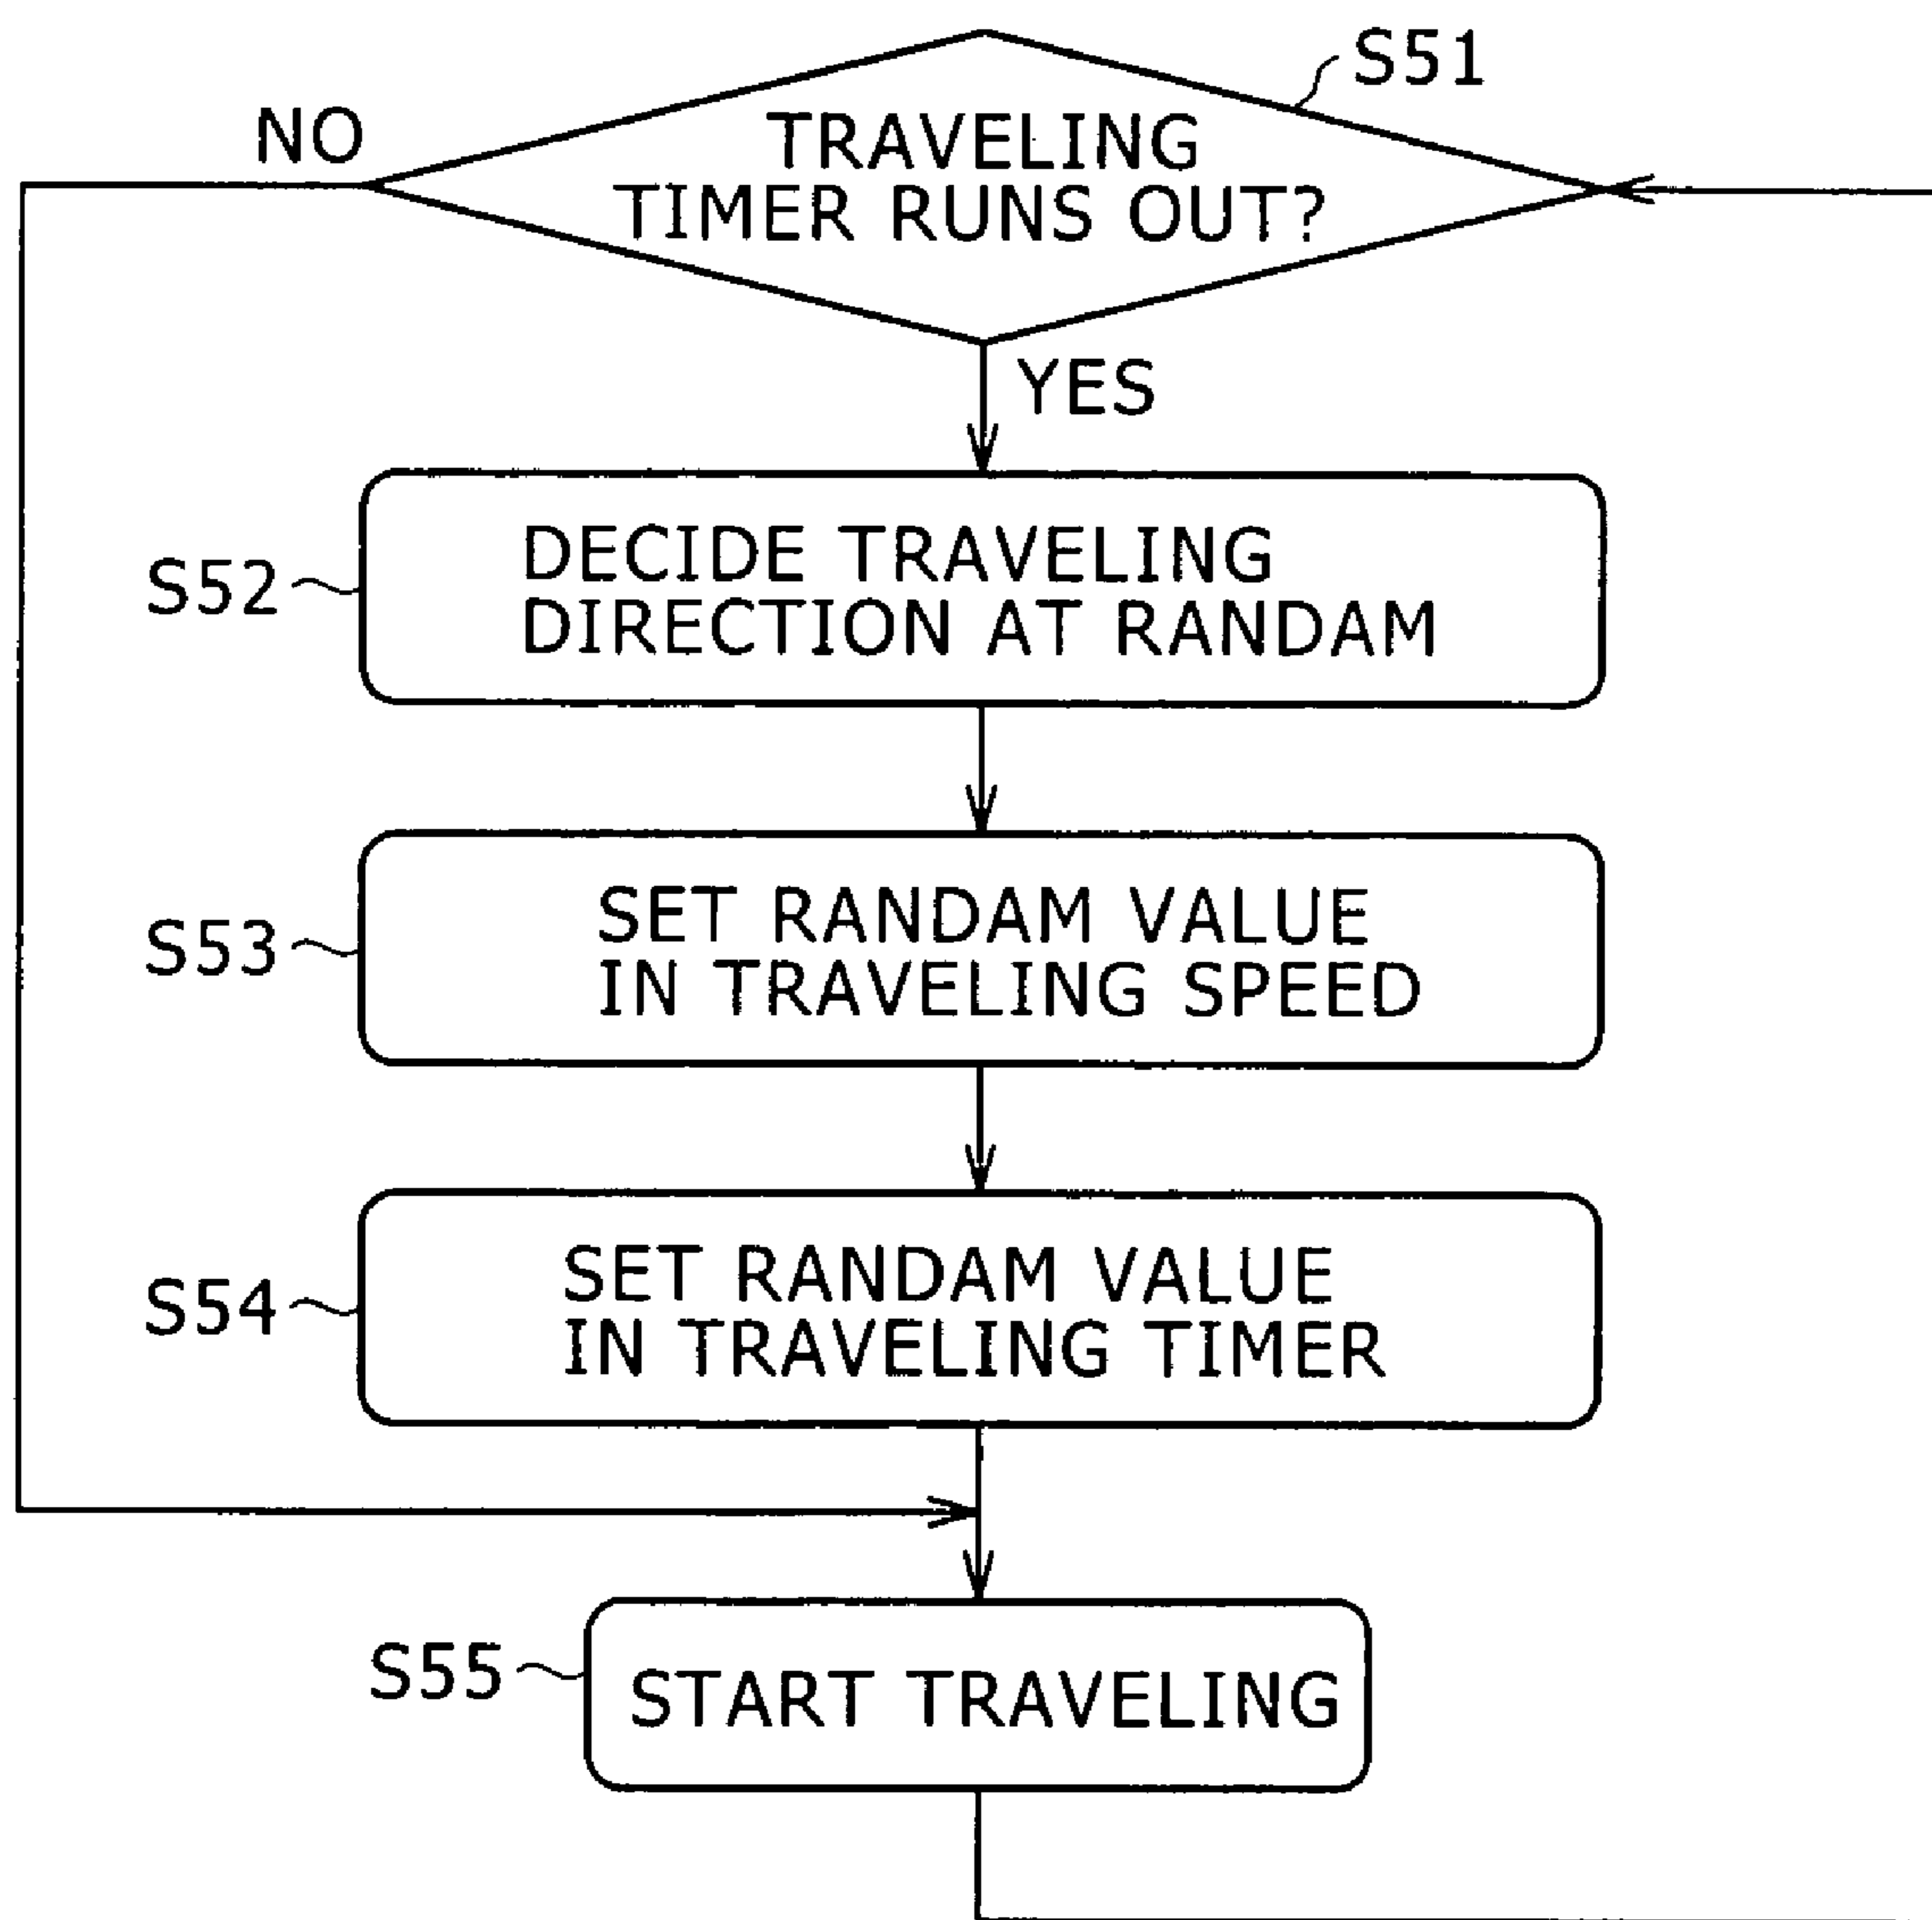 S51
NO
TRAVELING
TIMER RUNS OUT?
YES
S52
DECIDE TRAVELING
DIRECTION AT RANDAM
S53
SET RANDAM VALUE
IN TRAVELING SPEED
S54
SET RANDAM VALUE
IN TRAVELING TIMER
S55
START TRAVELING